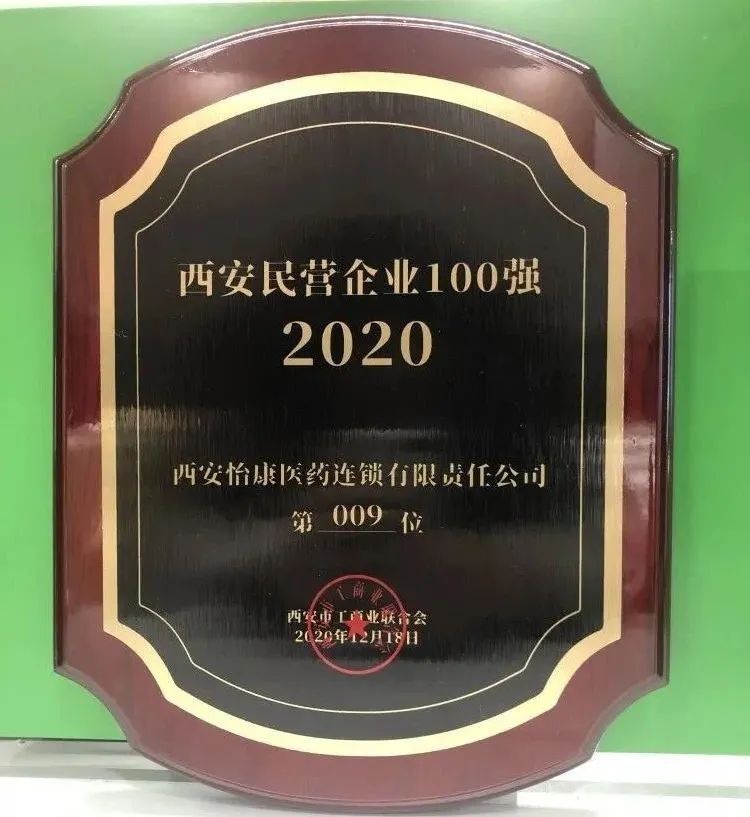 西安民营企业100强
2020
西安怡康医药连锁有限责任公司
第 009 位
西安市工商业联合会
2020年12月18日